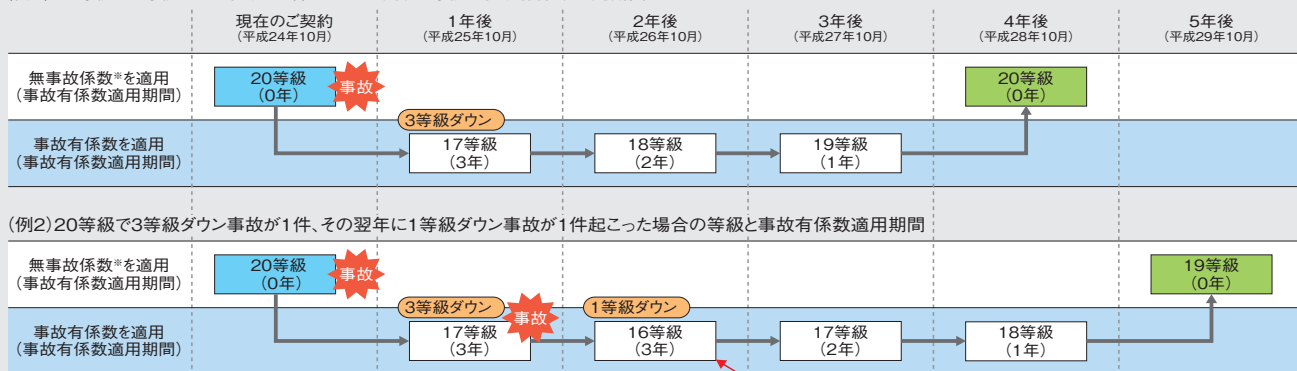 現在のご契約 1年後 2年後 3年後 4年後 5年後
(平成24年10月) (平成25年10月) (平成26年10月) (平成27年10月) (平成28年10月) (平成29年10月)
無事故係数※を適用
(事故有係数適用期間)
20等級
(0年)
事故
20等級
(0年)
3等級ダウン
事故有係数を適用
(事故有係数適用期間)
17等級
(3年)
18等級
(2年)
19等級
(1年)
(例2)20等級で3等級ダウン事故が1件、その翌年に1等級ダウン事故が1件起こった場合の等級と事故有係数適用期間
無事故係数※を適用
(事故有係数適用期間)
20等級
(0年)
事故
19等級
(0年)
3等級ダウン
事故
1等級ダウン
事故有係数を適用
(事故有係数適用期間)
17等級
(3年)
16等級
(3年)
17等級
(2年)
18等級
(1年)